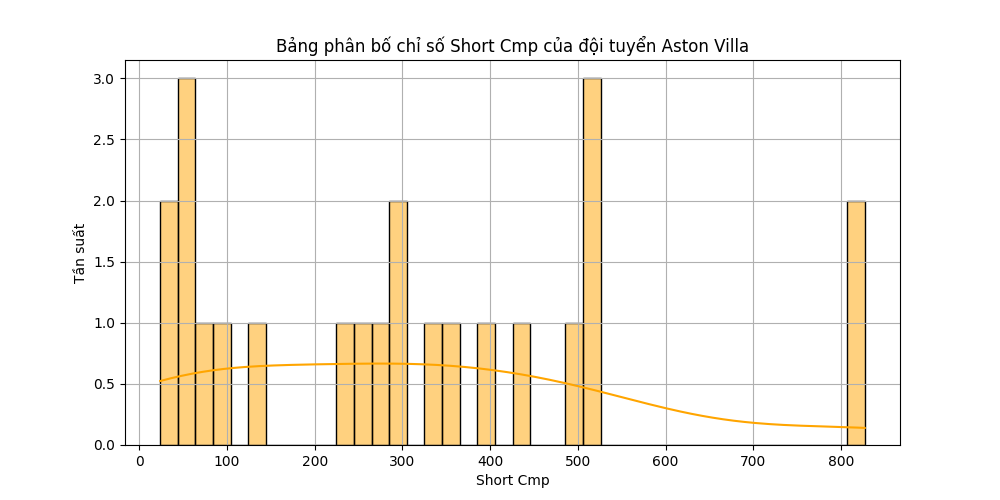 Bảng phân bố chỉ số Short Cmp của đội tuyển Aston Villa
Tần suất
3.0
2.5
2.0
1.5
1.0
0.5
0.0
0 100 200 300 400 500 600 700 800
Short Cmp